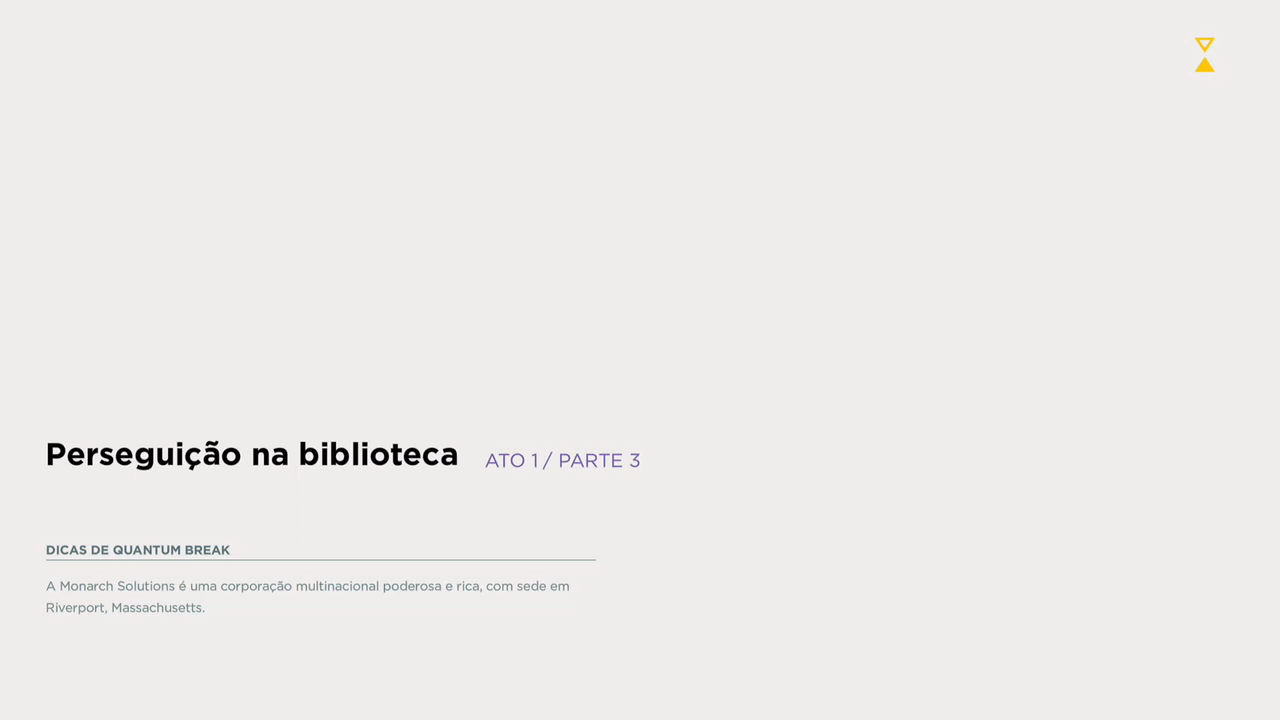 Perseguição na biblioteca ATO 1 / PARTE 3
DICAS DE QUANTUM BREAK
A Monarch Solutions é uma corporação multinacional poderosa e rica, com sede em
Riverport, Massachusetts.